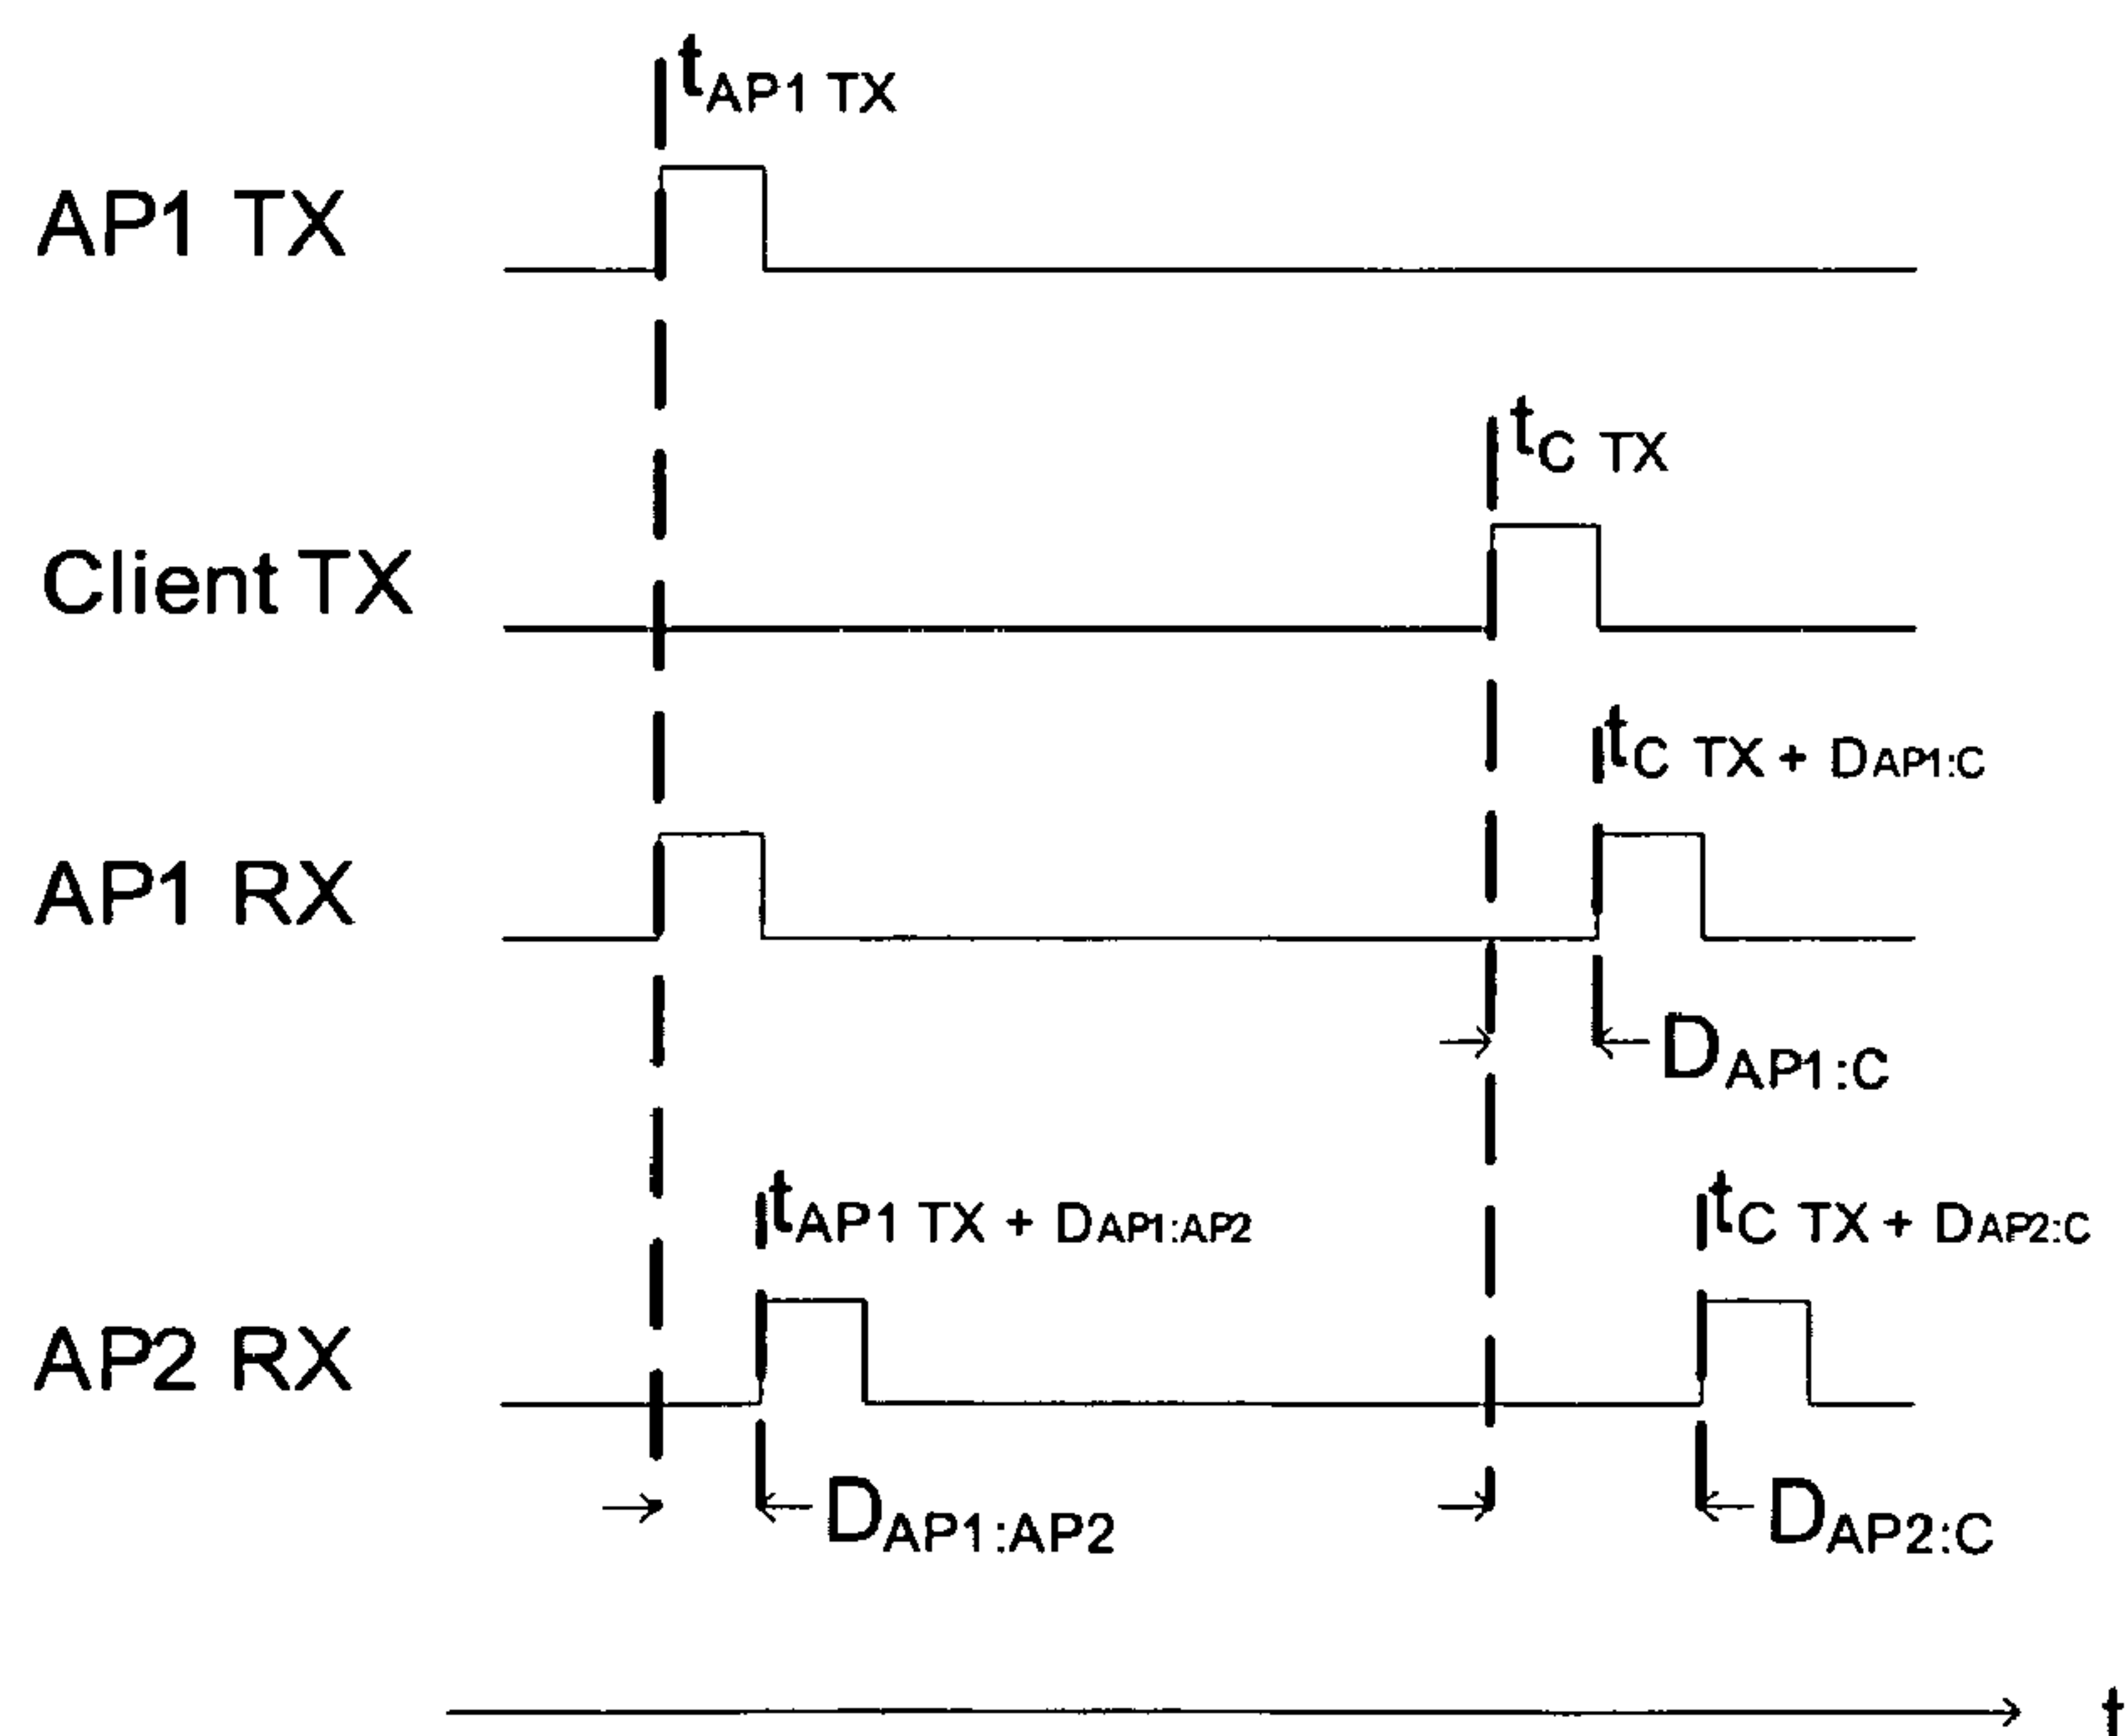 tAP1 TX
AP1 TX
tC TX
Client TX
tC TX + DAP1:C
AP1 RX
DAP1:C
tAP1 TX + DAP1:AP2
tC TX + DAP2:C
AP2 RX
DAP1:AP2
DAP2:C
t